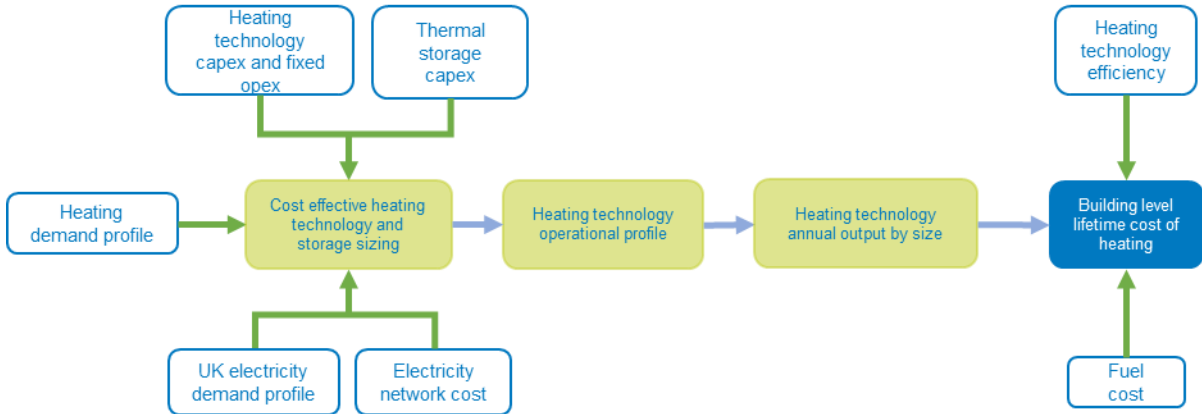 Heating
technology
capex and fixed
opex
Thermal
storage
capex
Heating
technology
efficiency
Heating
demand profile
Cost effective heating
technology and
storage sizing
Heating technology
operational profile
Heating technology
annual output by size
Building level
lifetime cost of
heating
UK electricity
demand profile
Electricity
network cost
Fuel
cost